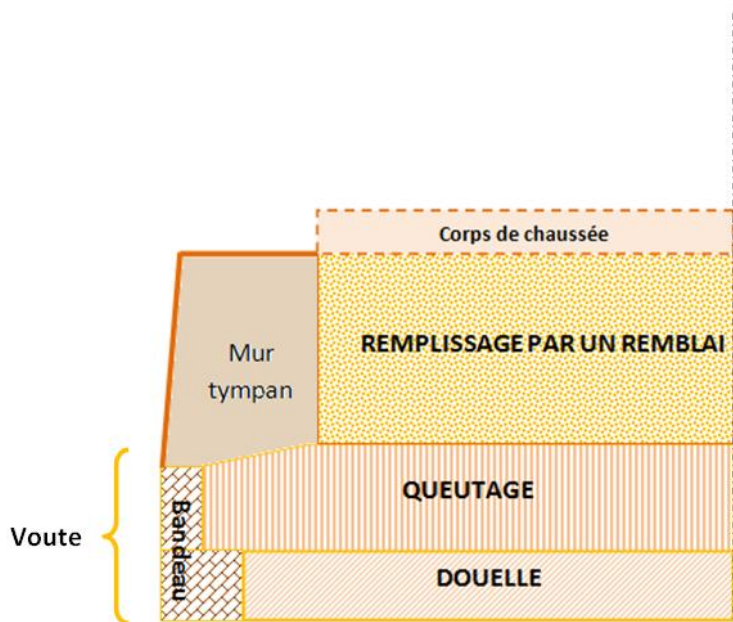 Corps de chaussée
REMPLISSAGE PAR UN REMBLAI
Mur
tympan
QUEUTAGE
Bandeau
Voute
DOUELLE